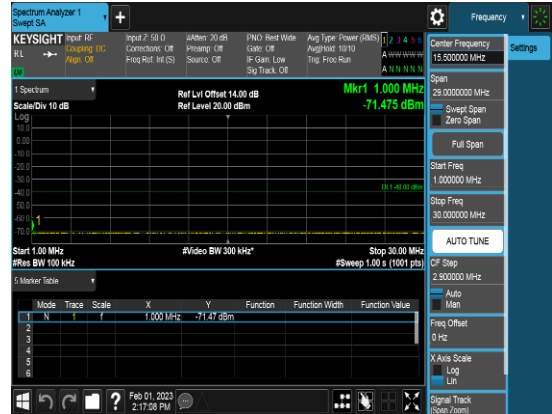 Spectrum Analyzer 1
Swept SA
+
Frequency
KEYSIGHT
RL
LM
Input: RF
Coupling: DC
Align: Off
Input Z: 50 Ω
Corrections: Off
Freq Ref: Int (S)
#Atten: 20 dB
Preamp: Off
Source: Off
PNO: Best Wide
Gate: Off
IF Gain: Low
Sig Track: Off
Avg Type: Power (RMS)
Avg|Hold: 10/10
Trig: Free Run
1 2 3 4 5 6
A W W W W W
A N N N N N
1 Spectrum
Scale/Div 10 dB
Ref Lvl Offset 14.00 dB
Ref Level 20.00 dBm
Mkr1 1.000 MHz
-71.475 dBm
Log
10.0
0.00
-10.0
-20.0
-30.0
-40.0
-50.0
-60.0
-70.0
DL1 -40.00 dBm
1
Start 1.00 MHz
#Res BW 100 kHz
#Video BW 300 kHz*
Stop 30.00 MHz
#Sweep 1.00 s (1001 pts)
5 Marker Table
Mode Trace Scale X Y Function Function Width Function Value
1 N 1 f 1.000 MHz -71.47 dBm
2
3
4
5
6
Feb 01, 2023
2:17:08 PM
Center Frequency
15.500000 MHz
Settings
Span
29.0000000 MHz
Swept Span
Zero Span
Full Span
Start Freq
1.000000 MHz
Stop Freq
30.000000 MHz
AUTO TUNE
CF Step
2.900000 MHz
Auto
Man
Freq Offset
0 Hz
X Axis Scale
Log
Lin
Signal Track
(Span Zoom)